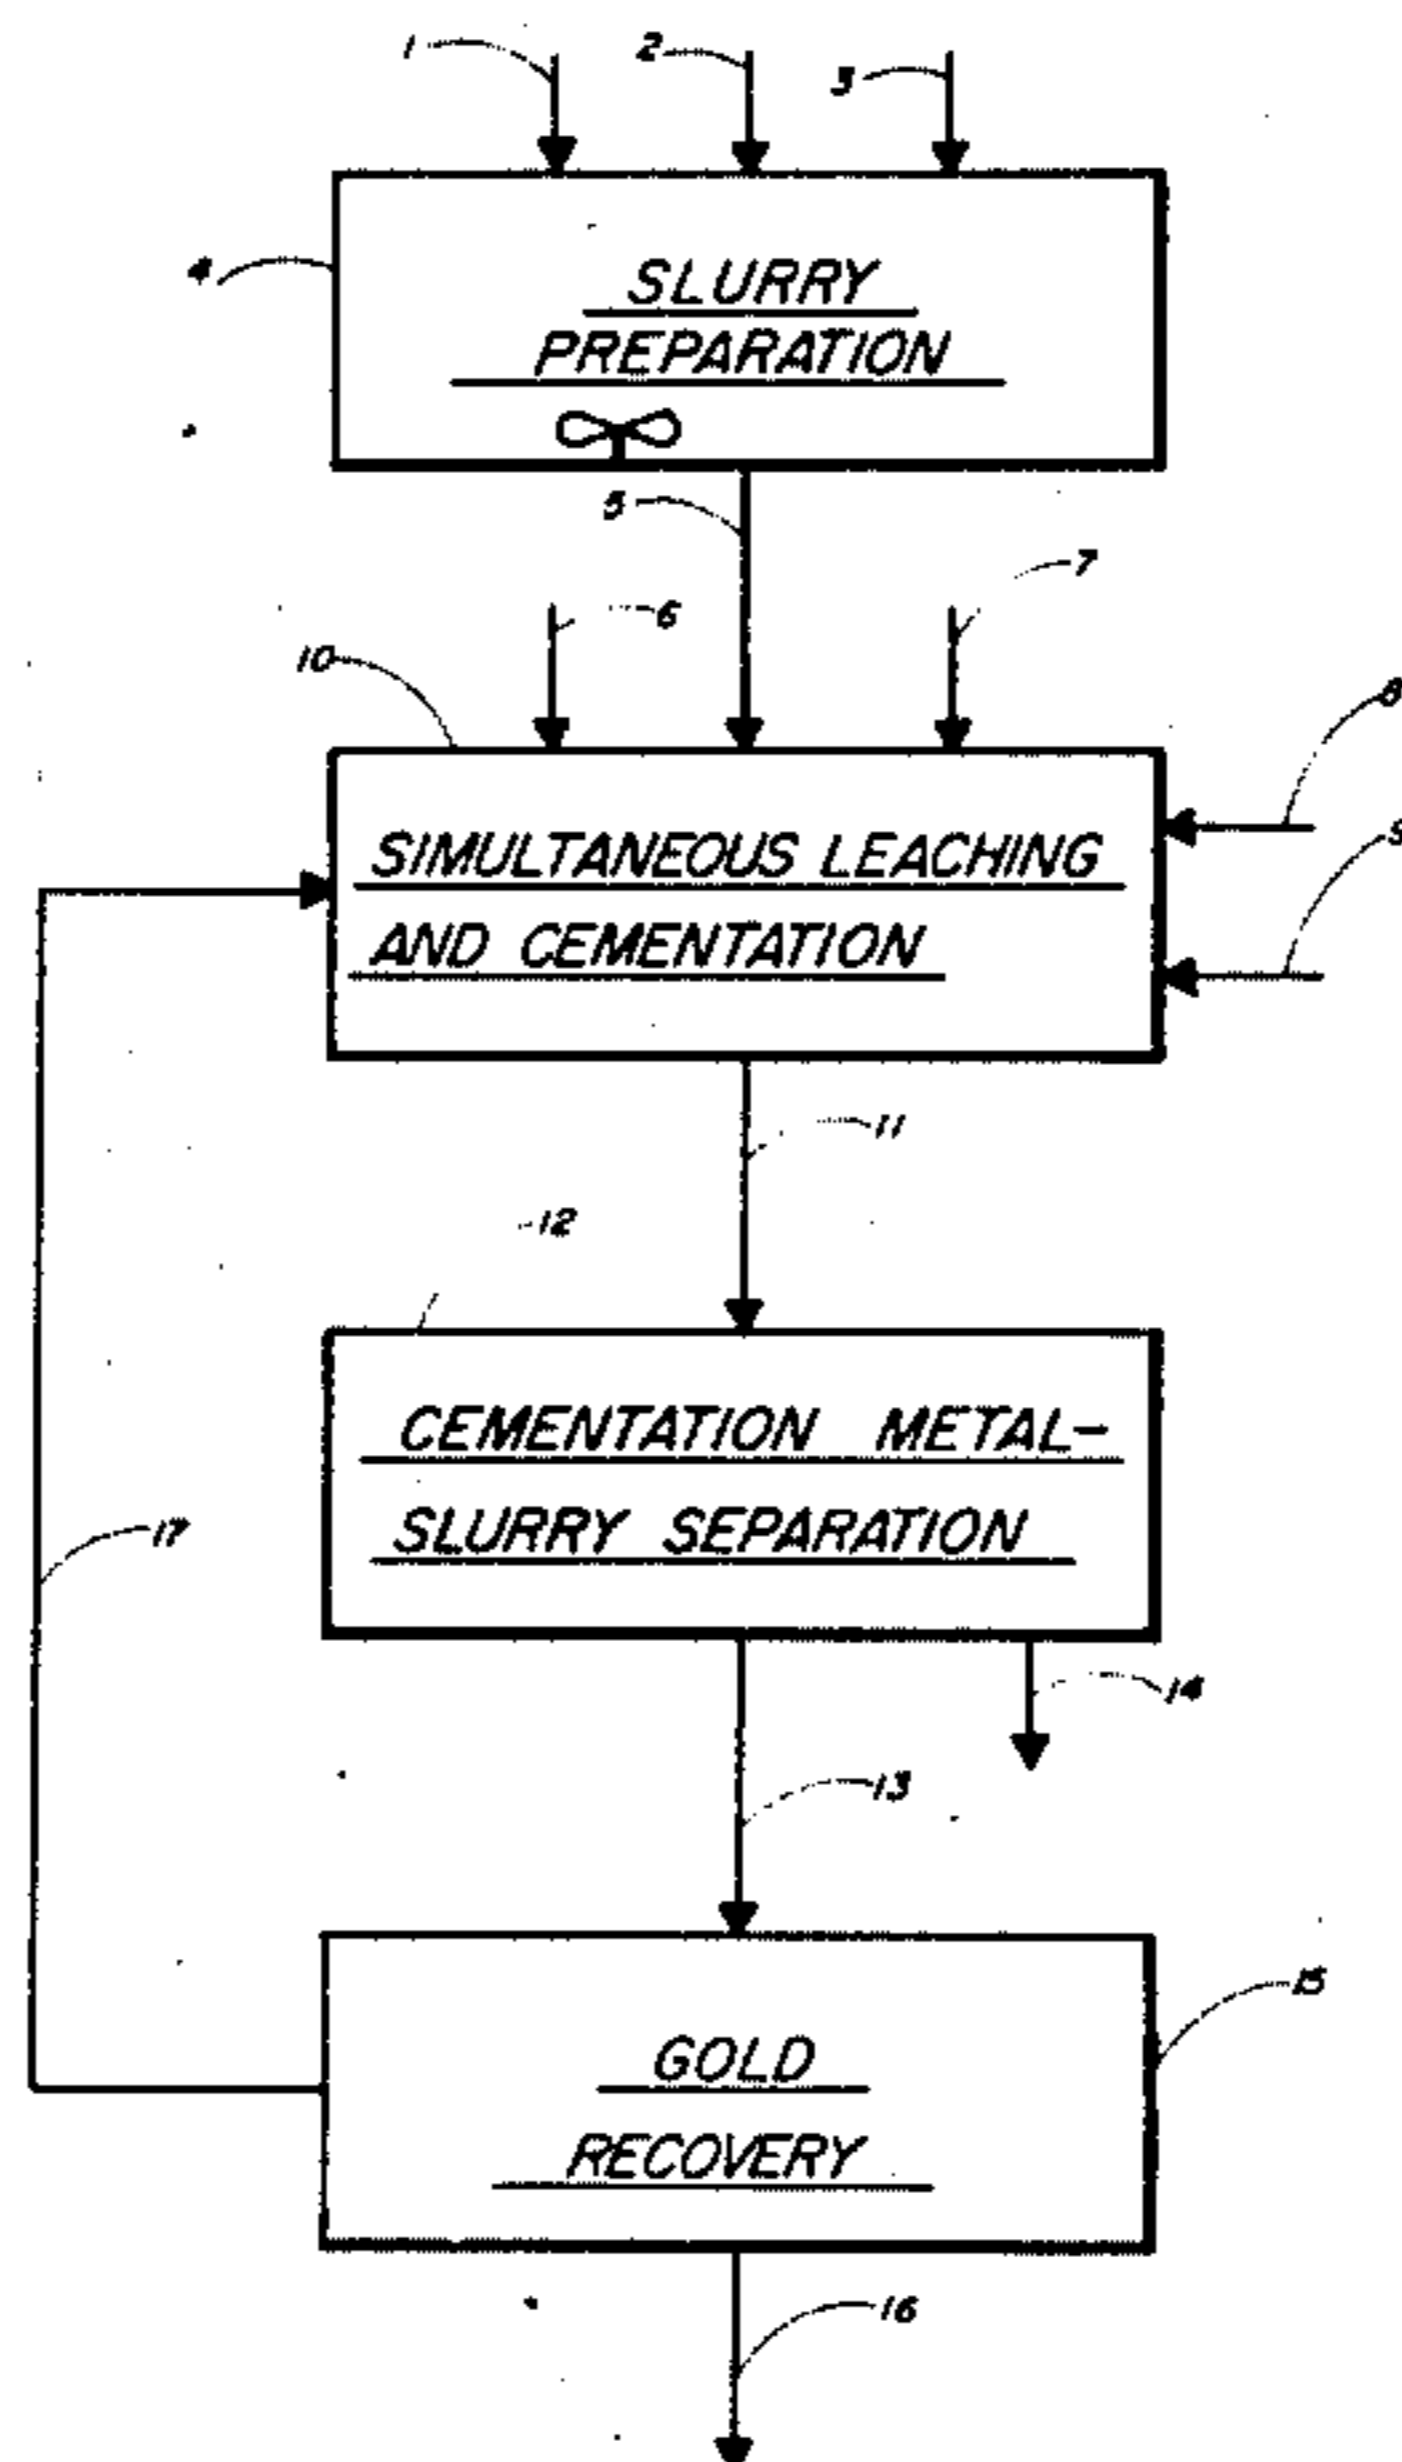 1 2 3
4
SLURRY
PREPARATION
5
6 7
10 8
SIMULTANEOUS LEACHING 9
AND CEMENTATION
11
12
CEMENTATION METAL-
SLURRY SEPARATION
17
14
13
15
GOLD
RECOVERY
16